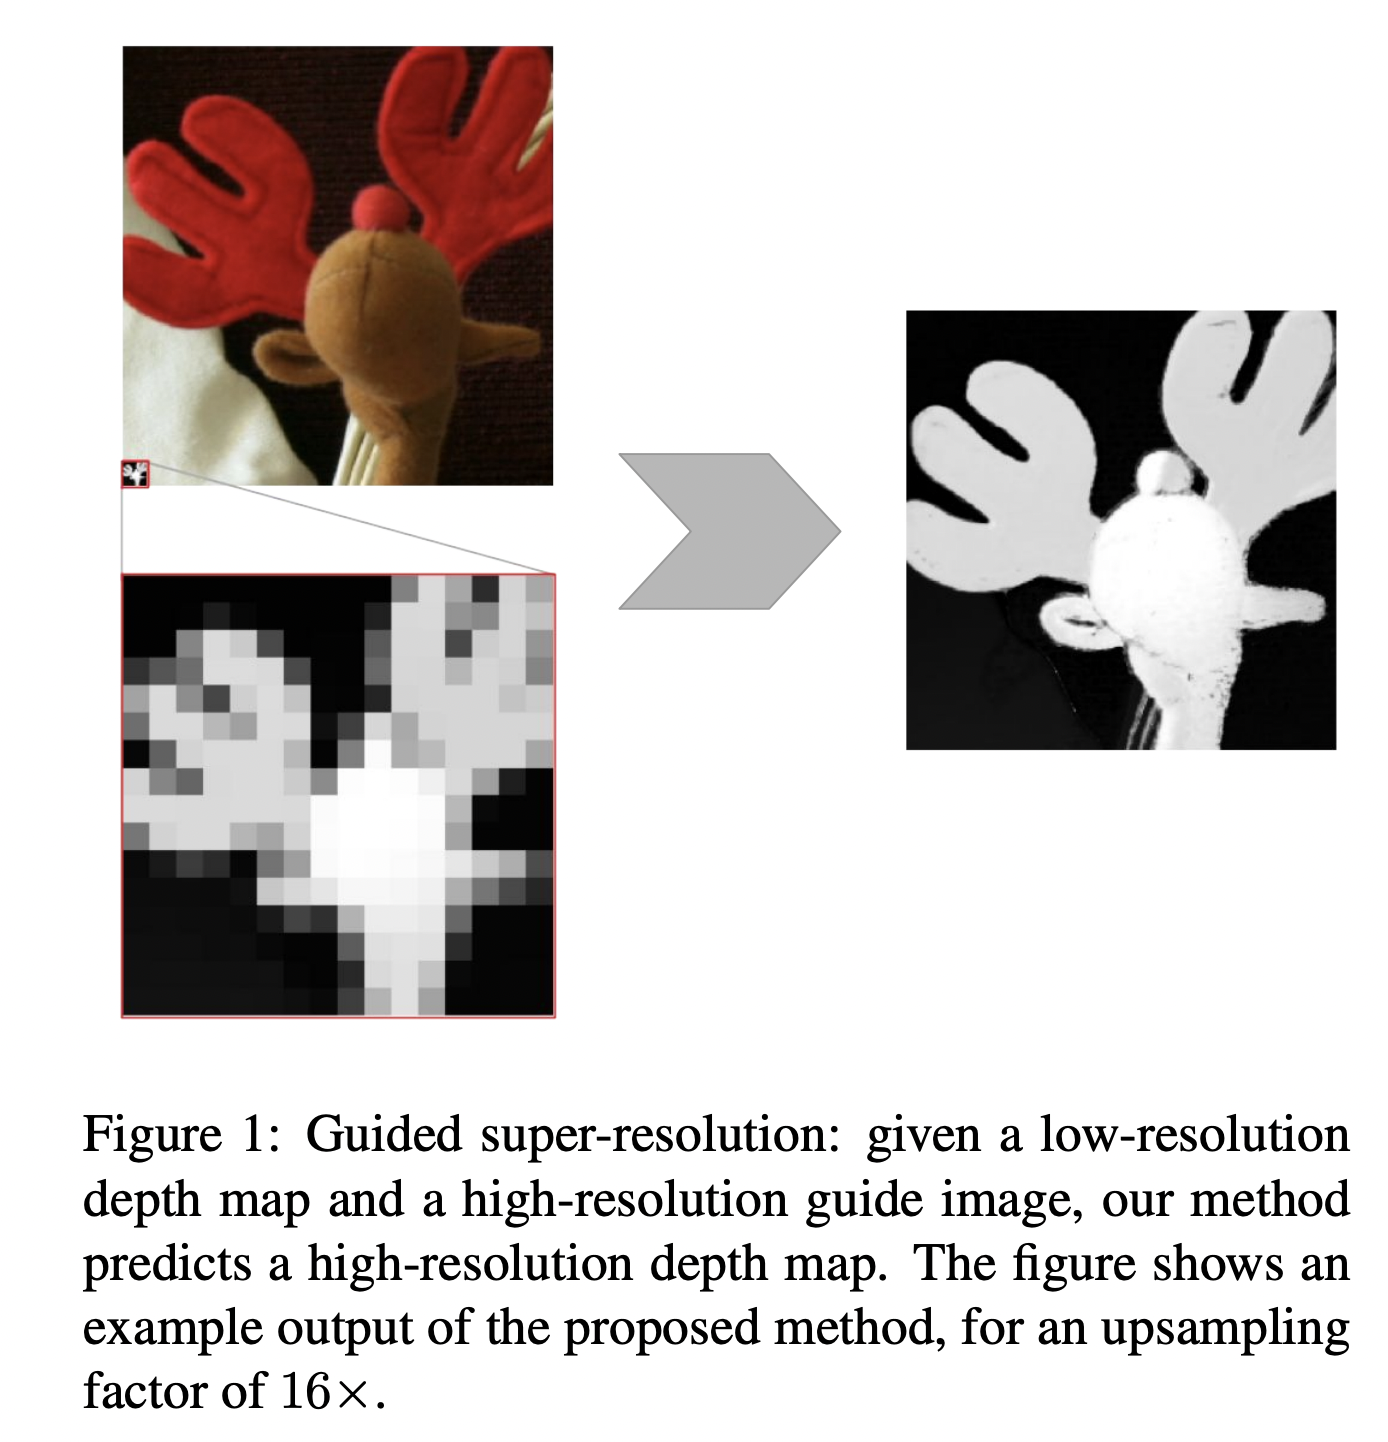 Figure 1: Guided super-resolution: given a low-resolution
depth map and a high-resolution guide image, our method
predicts a high-resolution depth map. The figure shows an
example output of the proposed method, for an upsampling
factor of 16×.